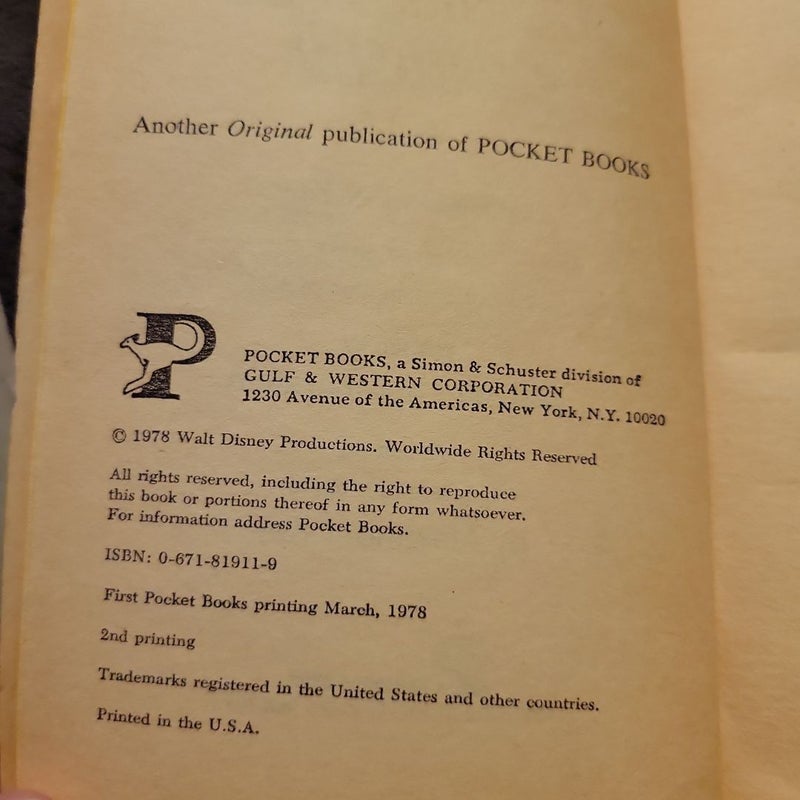 Another Original publication of POCKET BOOKS
P
POCKET BOOKS, a Simon & Schuster division of
GULF & WESTERN CORPORATION
1230 Avenue of the Americas, New York, N.Y. 10020
© 1978 Walt Disney Productions. Worldwide Rights Reserved
All rights reserved, including the right to reproduce
this book or portions thereof in any form whatsoever.
For information address Pocket Books.
ISBN: 0-671-81911-9
First Pocket Books printing March, 1978
2nd printing
Trademarks registered in the United States and other countries.
Printed in the U.S.A.